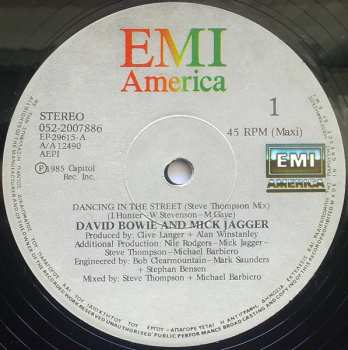 EMI
America
STEREO
052-2007886
EP-29615-A
A/A 12490
AEPI
1
45 RPM (Maxi)
Ⓟ1985 Capitol
Rec. Inc.
EMI
AMERICA
DANCING IN THE STREET (Steve Thompson Mix)
(I.Hunter-W.Stevenson-M.Gaye)
DAVID BOWIE AND MICK JAGGER
Produced by: Clive Langer + Alan Winstanley
Additional Production: Nile Rodgers-Mick Jagger-
Steve Thompson-Michael Barbiero
Engineered by: Bob Clearmountain-Mark Saunders +
Stephan Benson
Mixed by: Steve Thompson + Michael Barbiero